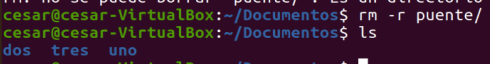 cesar@cesar-VirtualBox:~/Documentos$ rm -r puente/
cesar@cesar-VirtualBox:~/Documentos$ ls
dos tres uno